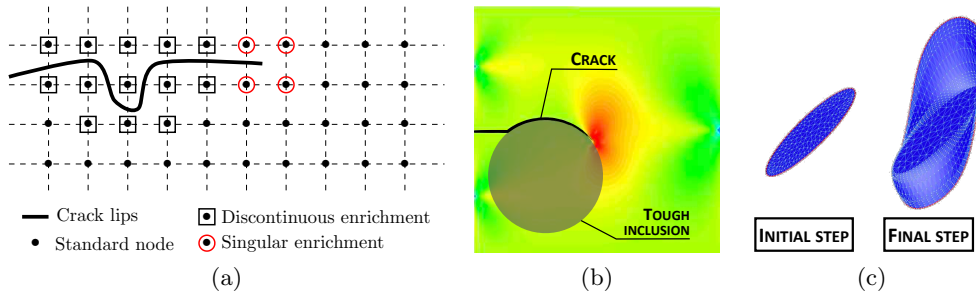 Crack lips
Discontinuous enrichment
Standard node
Singular enrichment
(a)
CRACK
TOUGH
INCLUSION
(b)
INITIAL STEP
FINAL STEP
(c)